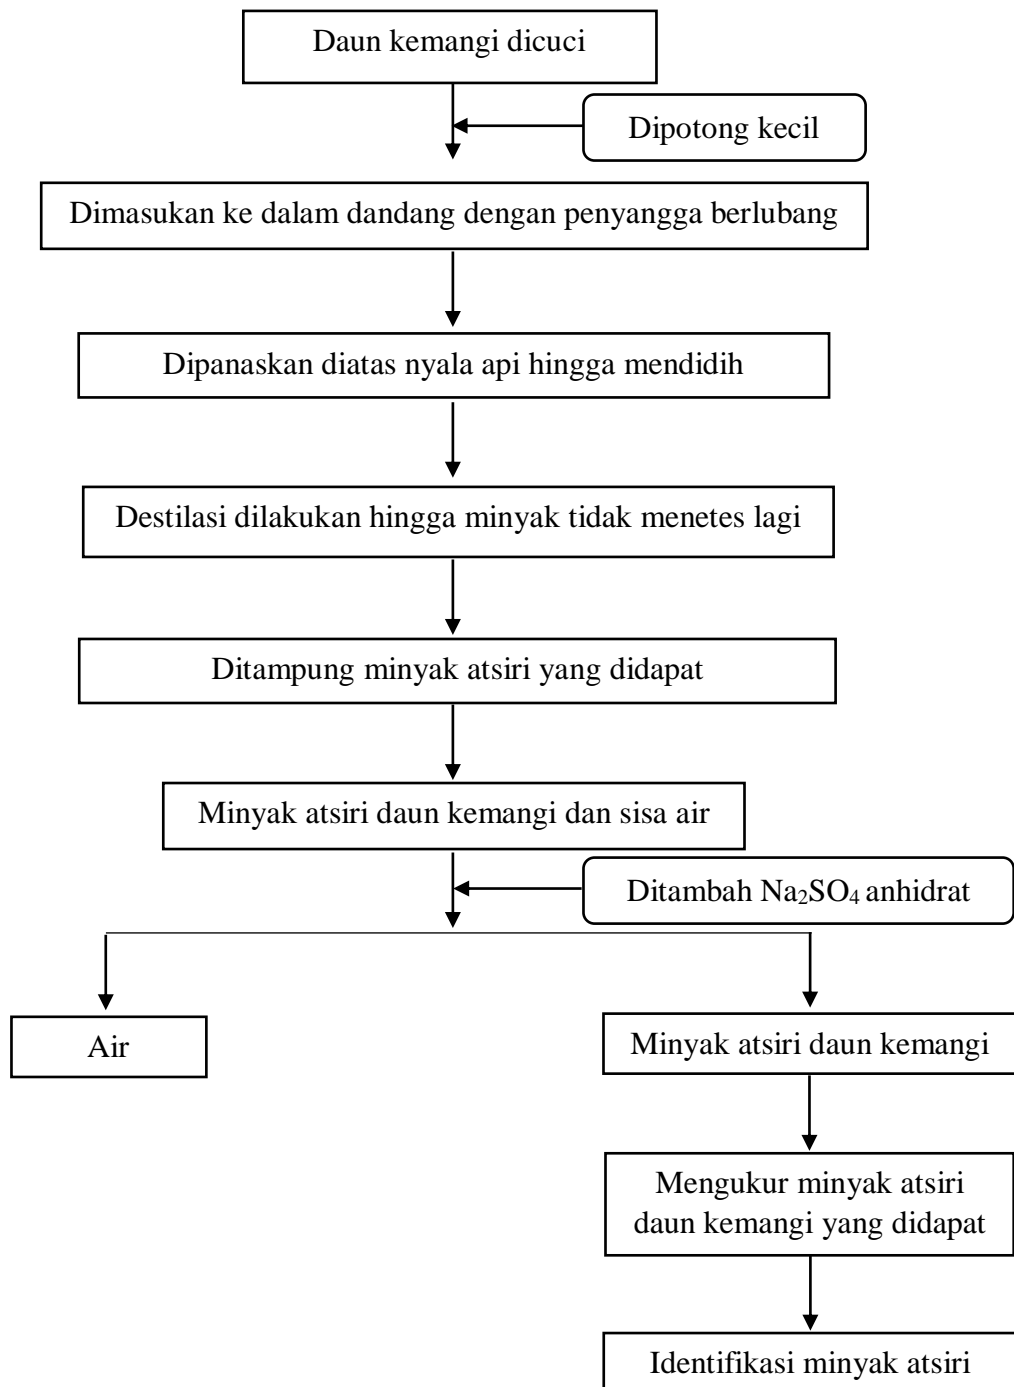 Daun kemangi dicuci
Dipotong kecil
Dimasukan ke dalam dandang dengan penyangga berlubang
Dipanaskan diatas nyala api hingga mendidih
Destilasi dilakukan hingga minyak tidak menetes lagi
Ditampung minyak atsiri yang didapat
Minyak atsiri daun kemangi dan sisa air
Ditambah Na₂SO₄ anhidrat
Air
Minyak atsiri daun kemangi
Mengukur minyak atsiri
daun kemangi yang didapat
Identifikasi minyak atsiri